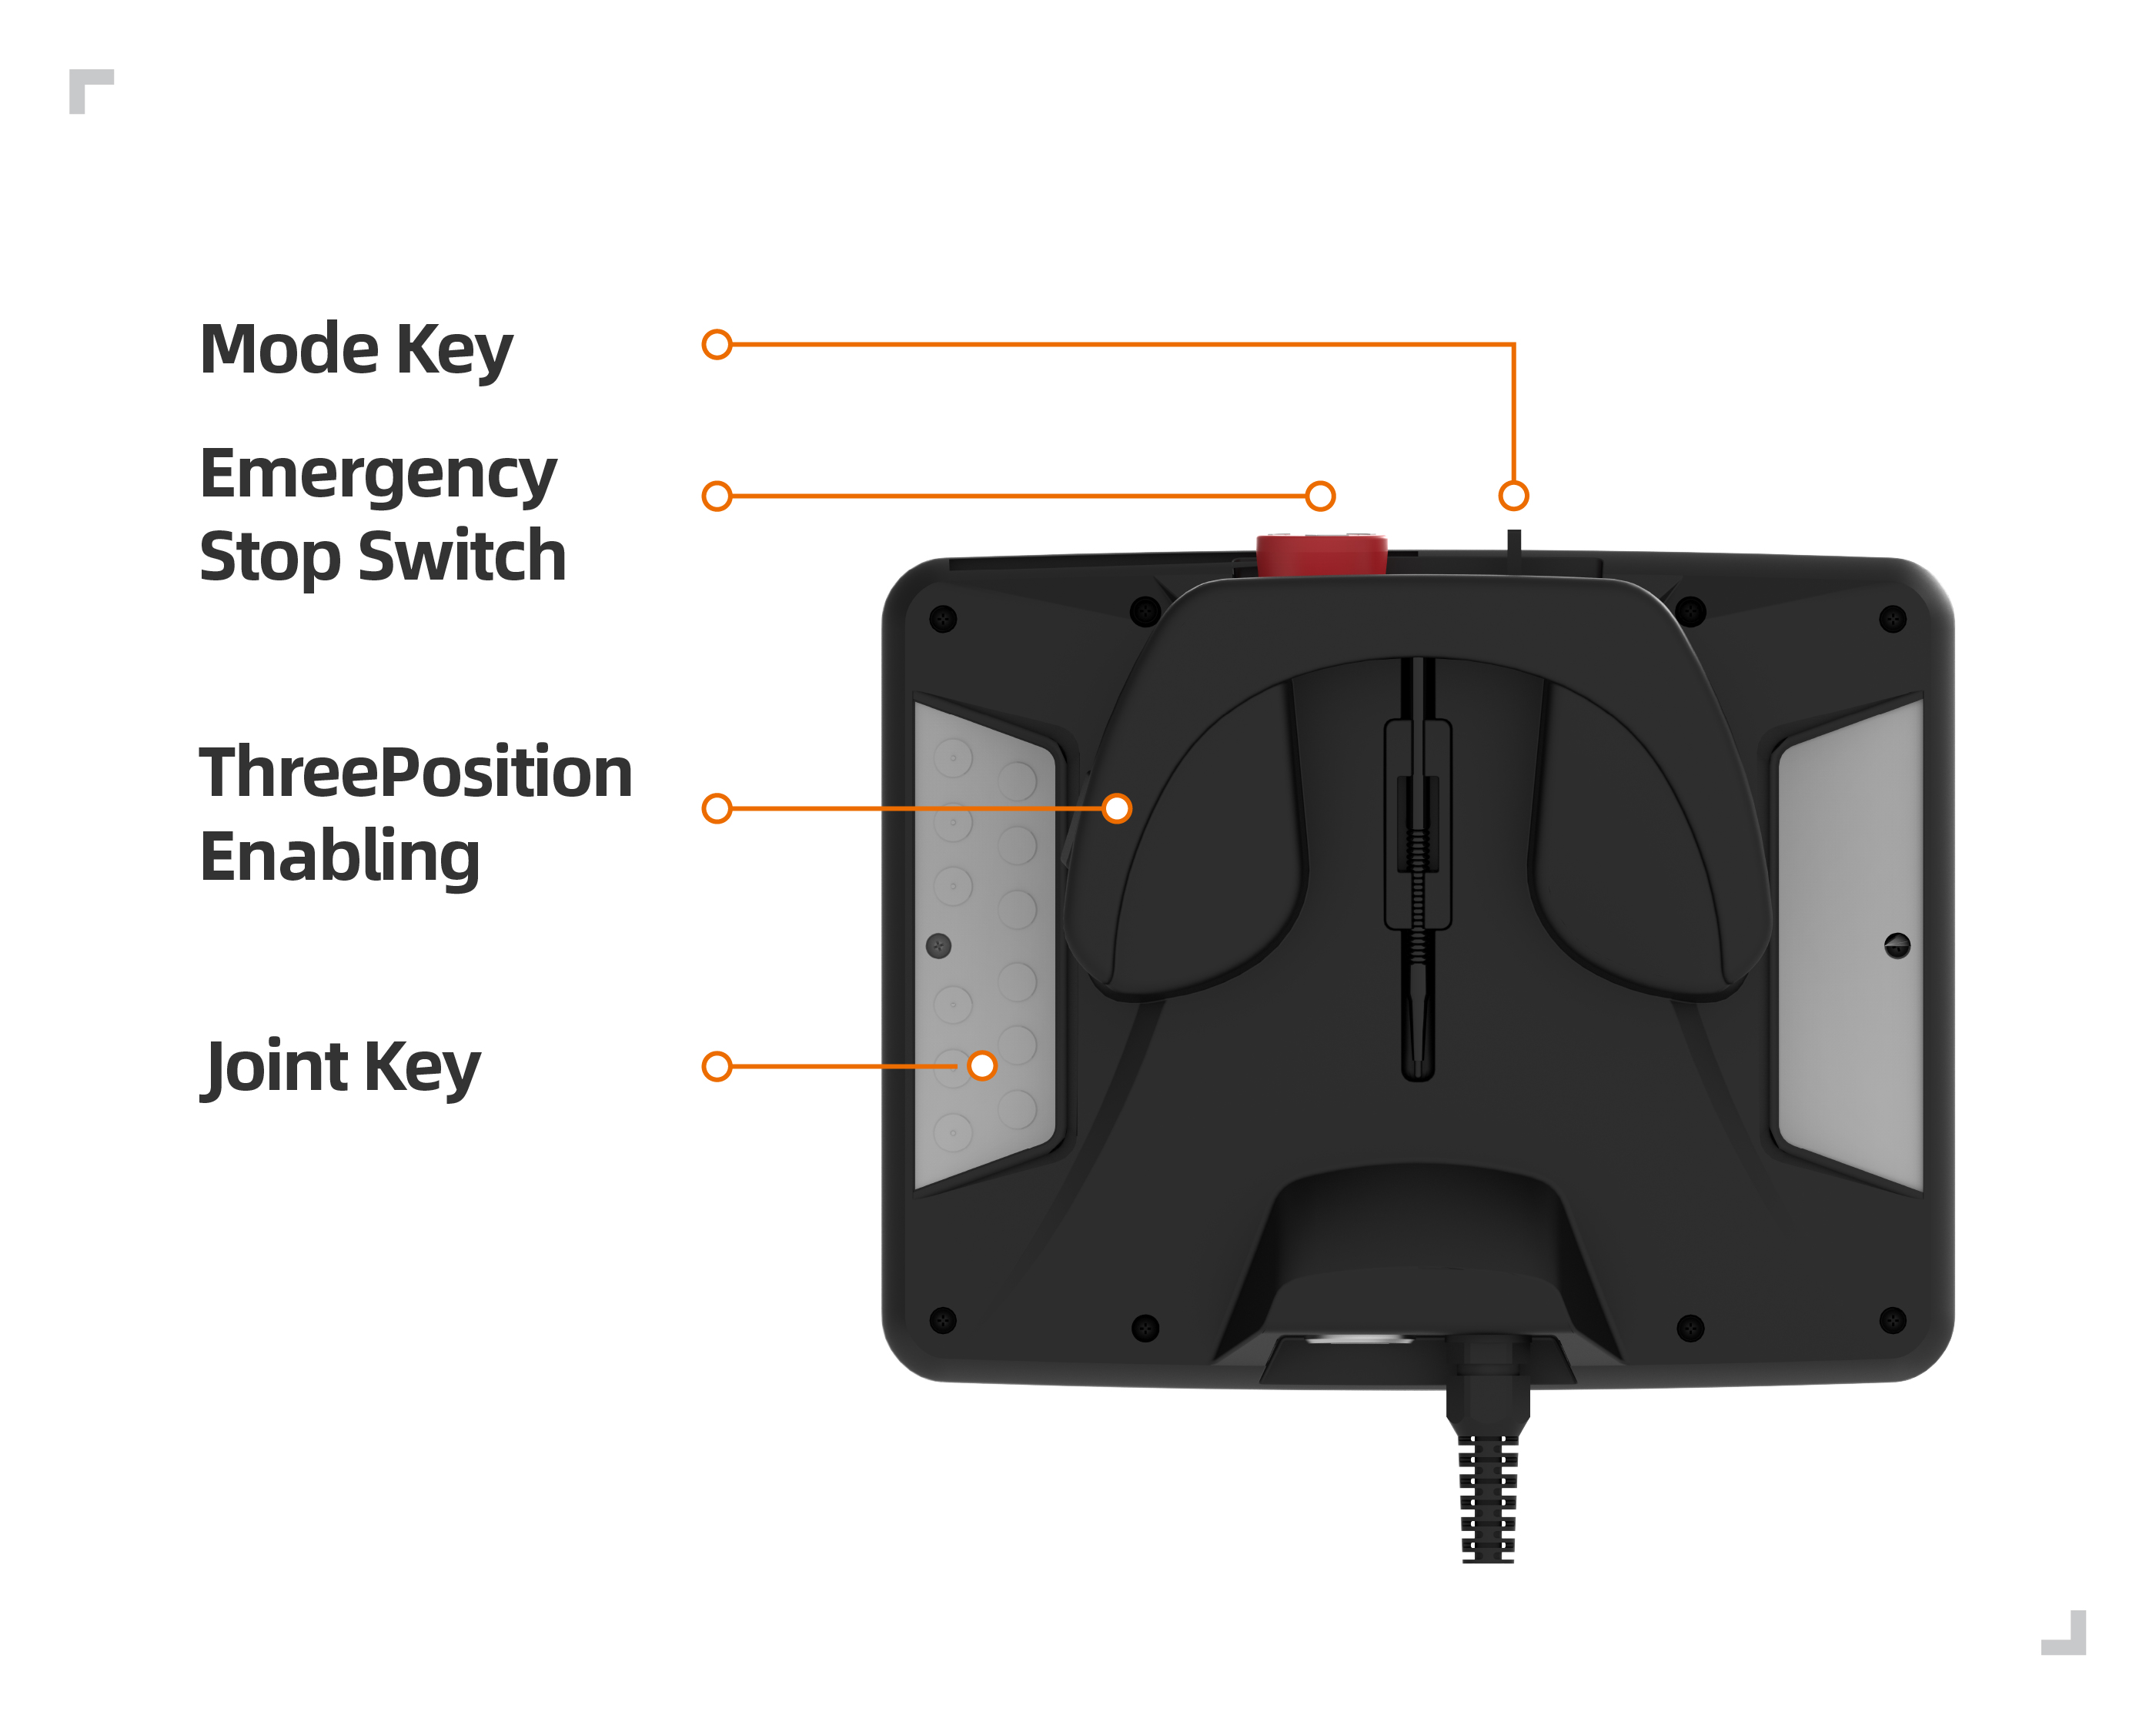 Mode Key
Emergency
Stop Switch
ThreePosition
Enabling
Joint Key